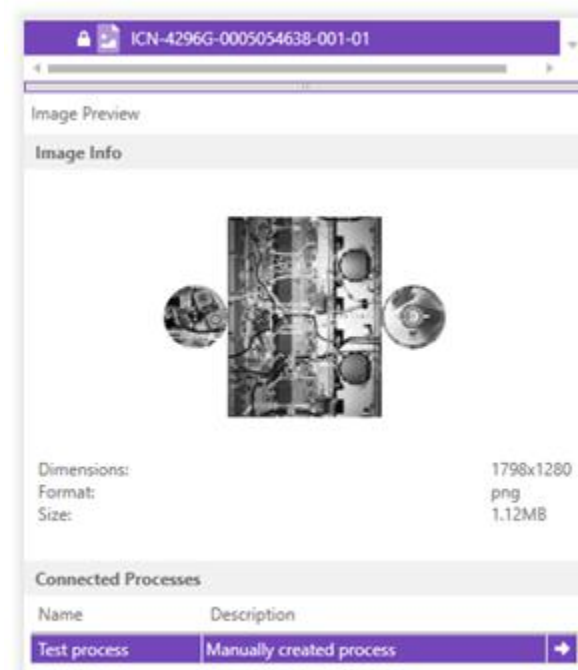 ICN-4296G-0005054638-001-01
Image Preview
Image Info
Dimensions: 1798x1280
Format: png
Size: 1.12MB
Connected Processes
Name Description
Test process Manually created process